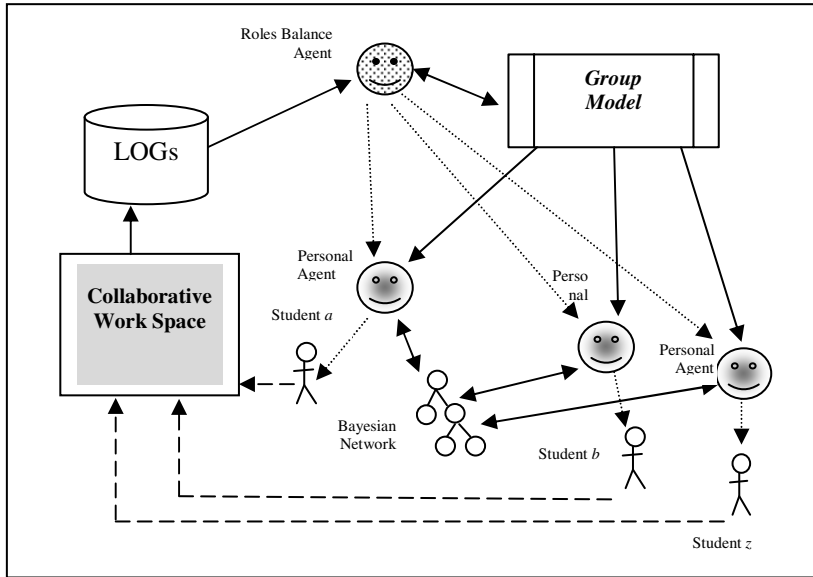 Roles Balance
Agent
Group
Model
LOGs
Personal
Agent
Perso
nal
Collaborative
Work Space
Student a
Personal
Agent
Bayesian
Network
Student b
Student z